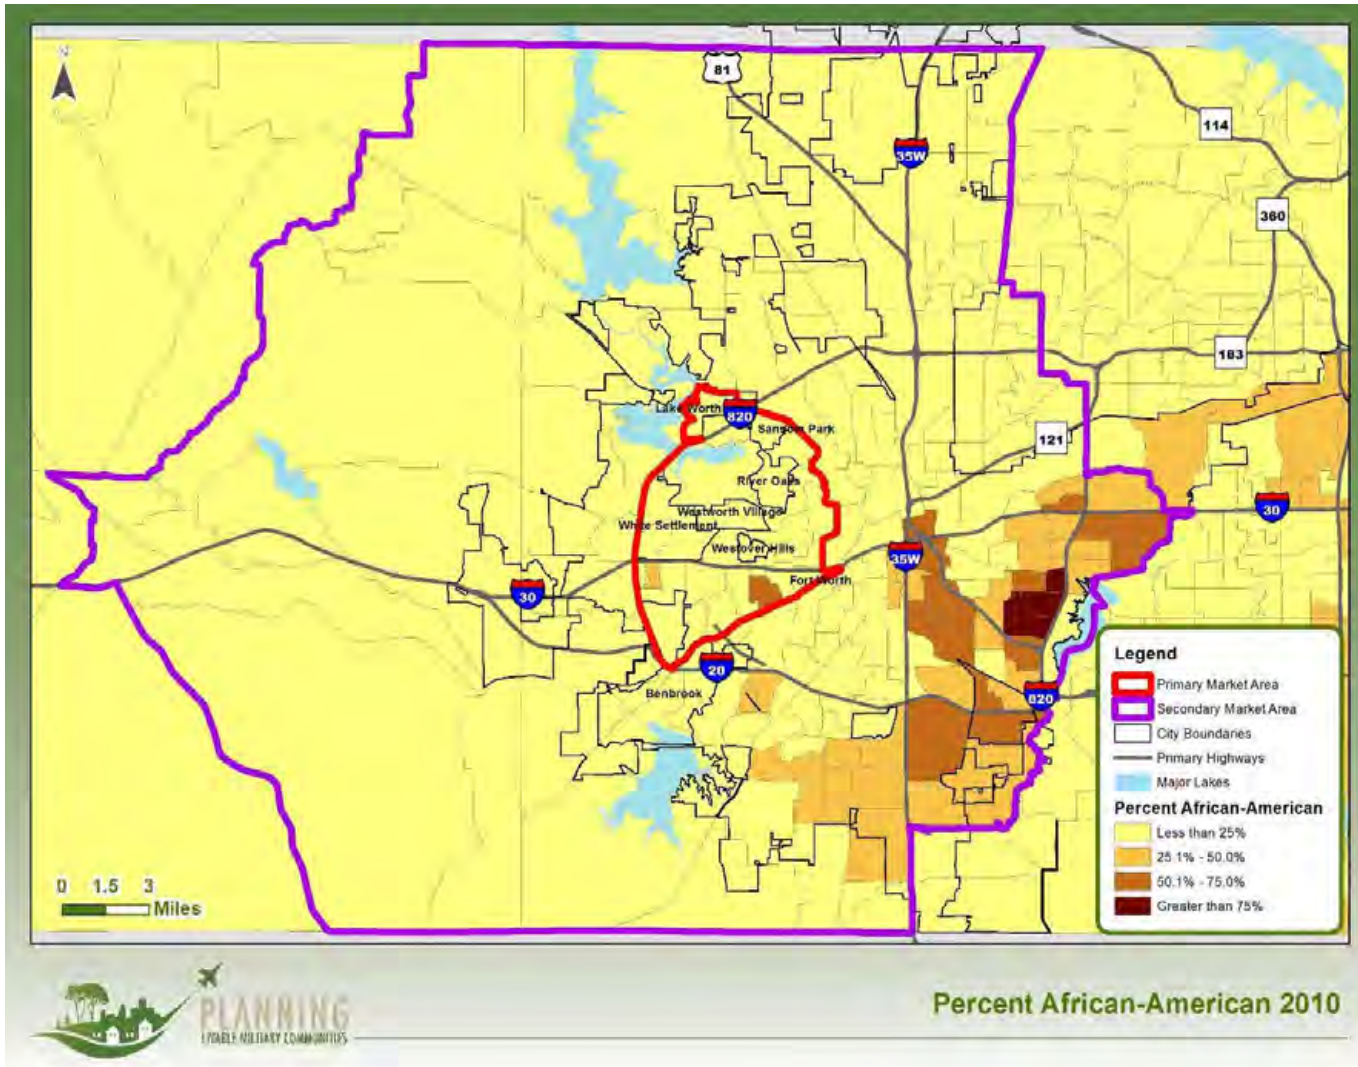 N
81
114
35W
360
183
Lake Worth
820
Sansom Park
121
River Oaks
Westworth Village
White Settlement
30
Westover Hills
35W
Fort Worth
30
20
Benbrook
820
Legend
Primary Market Area
Secondary Market Area
City Boundaries
Primary Highways
Major Lakes
Percent African-American
Less than 25%
25.1% - 50.0%
50.1% - 75.0%
Greater than 75%
0 1.5 3
Miles
PLANNING
LIVABLE MILITARY COMMUNITIES
Percent African-American 2010